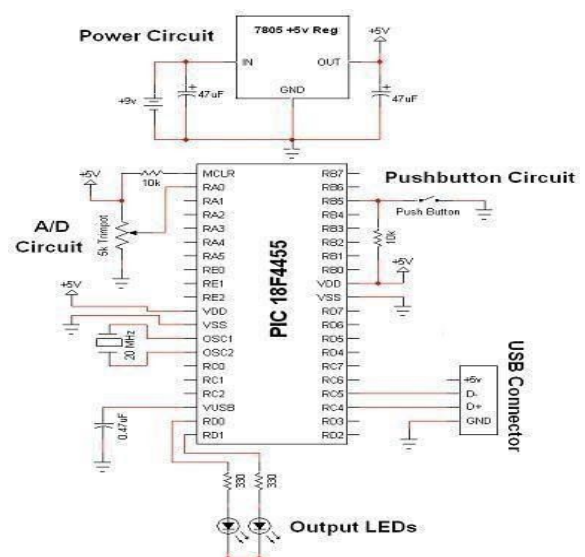 Power Circuit
7805 +5v Reg
+5V
IN
OUT
GND
+9v
47uF
47uF
+5V
10k
A/D
Circuit
5k Trimpot
+5V
MCLR
RA0
RA1
RA2
RA3
RA4
RA5
RE0
RE1
RE2
VDD
VSS
OSC1
OSC2
RC0
RC1
RC2
VUSB
RD0
RD1
20 MHz
0.47uF
PIC 18F4455
RB7
RB6
RB5
RB4
RB3
RB2
RB1
RB0
VDD
VSS
RD7
RD6
RD5
RD4
RC7
RC6
RC5
RC4
RD3
RD2
Pushbutton Circuit
Push Button
10k
+5V
+5v
D-
D+
GND
USB Connector
330
330
Output LEDs